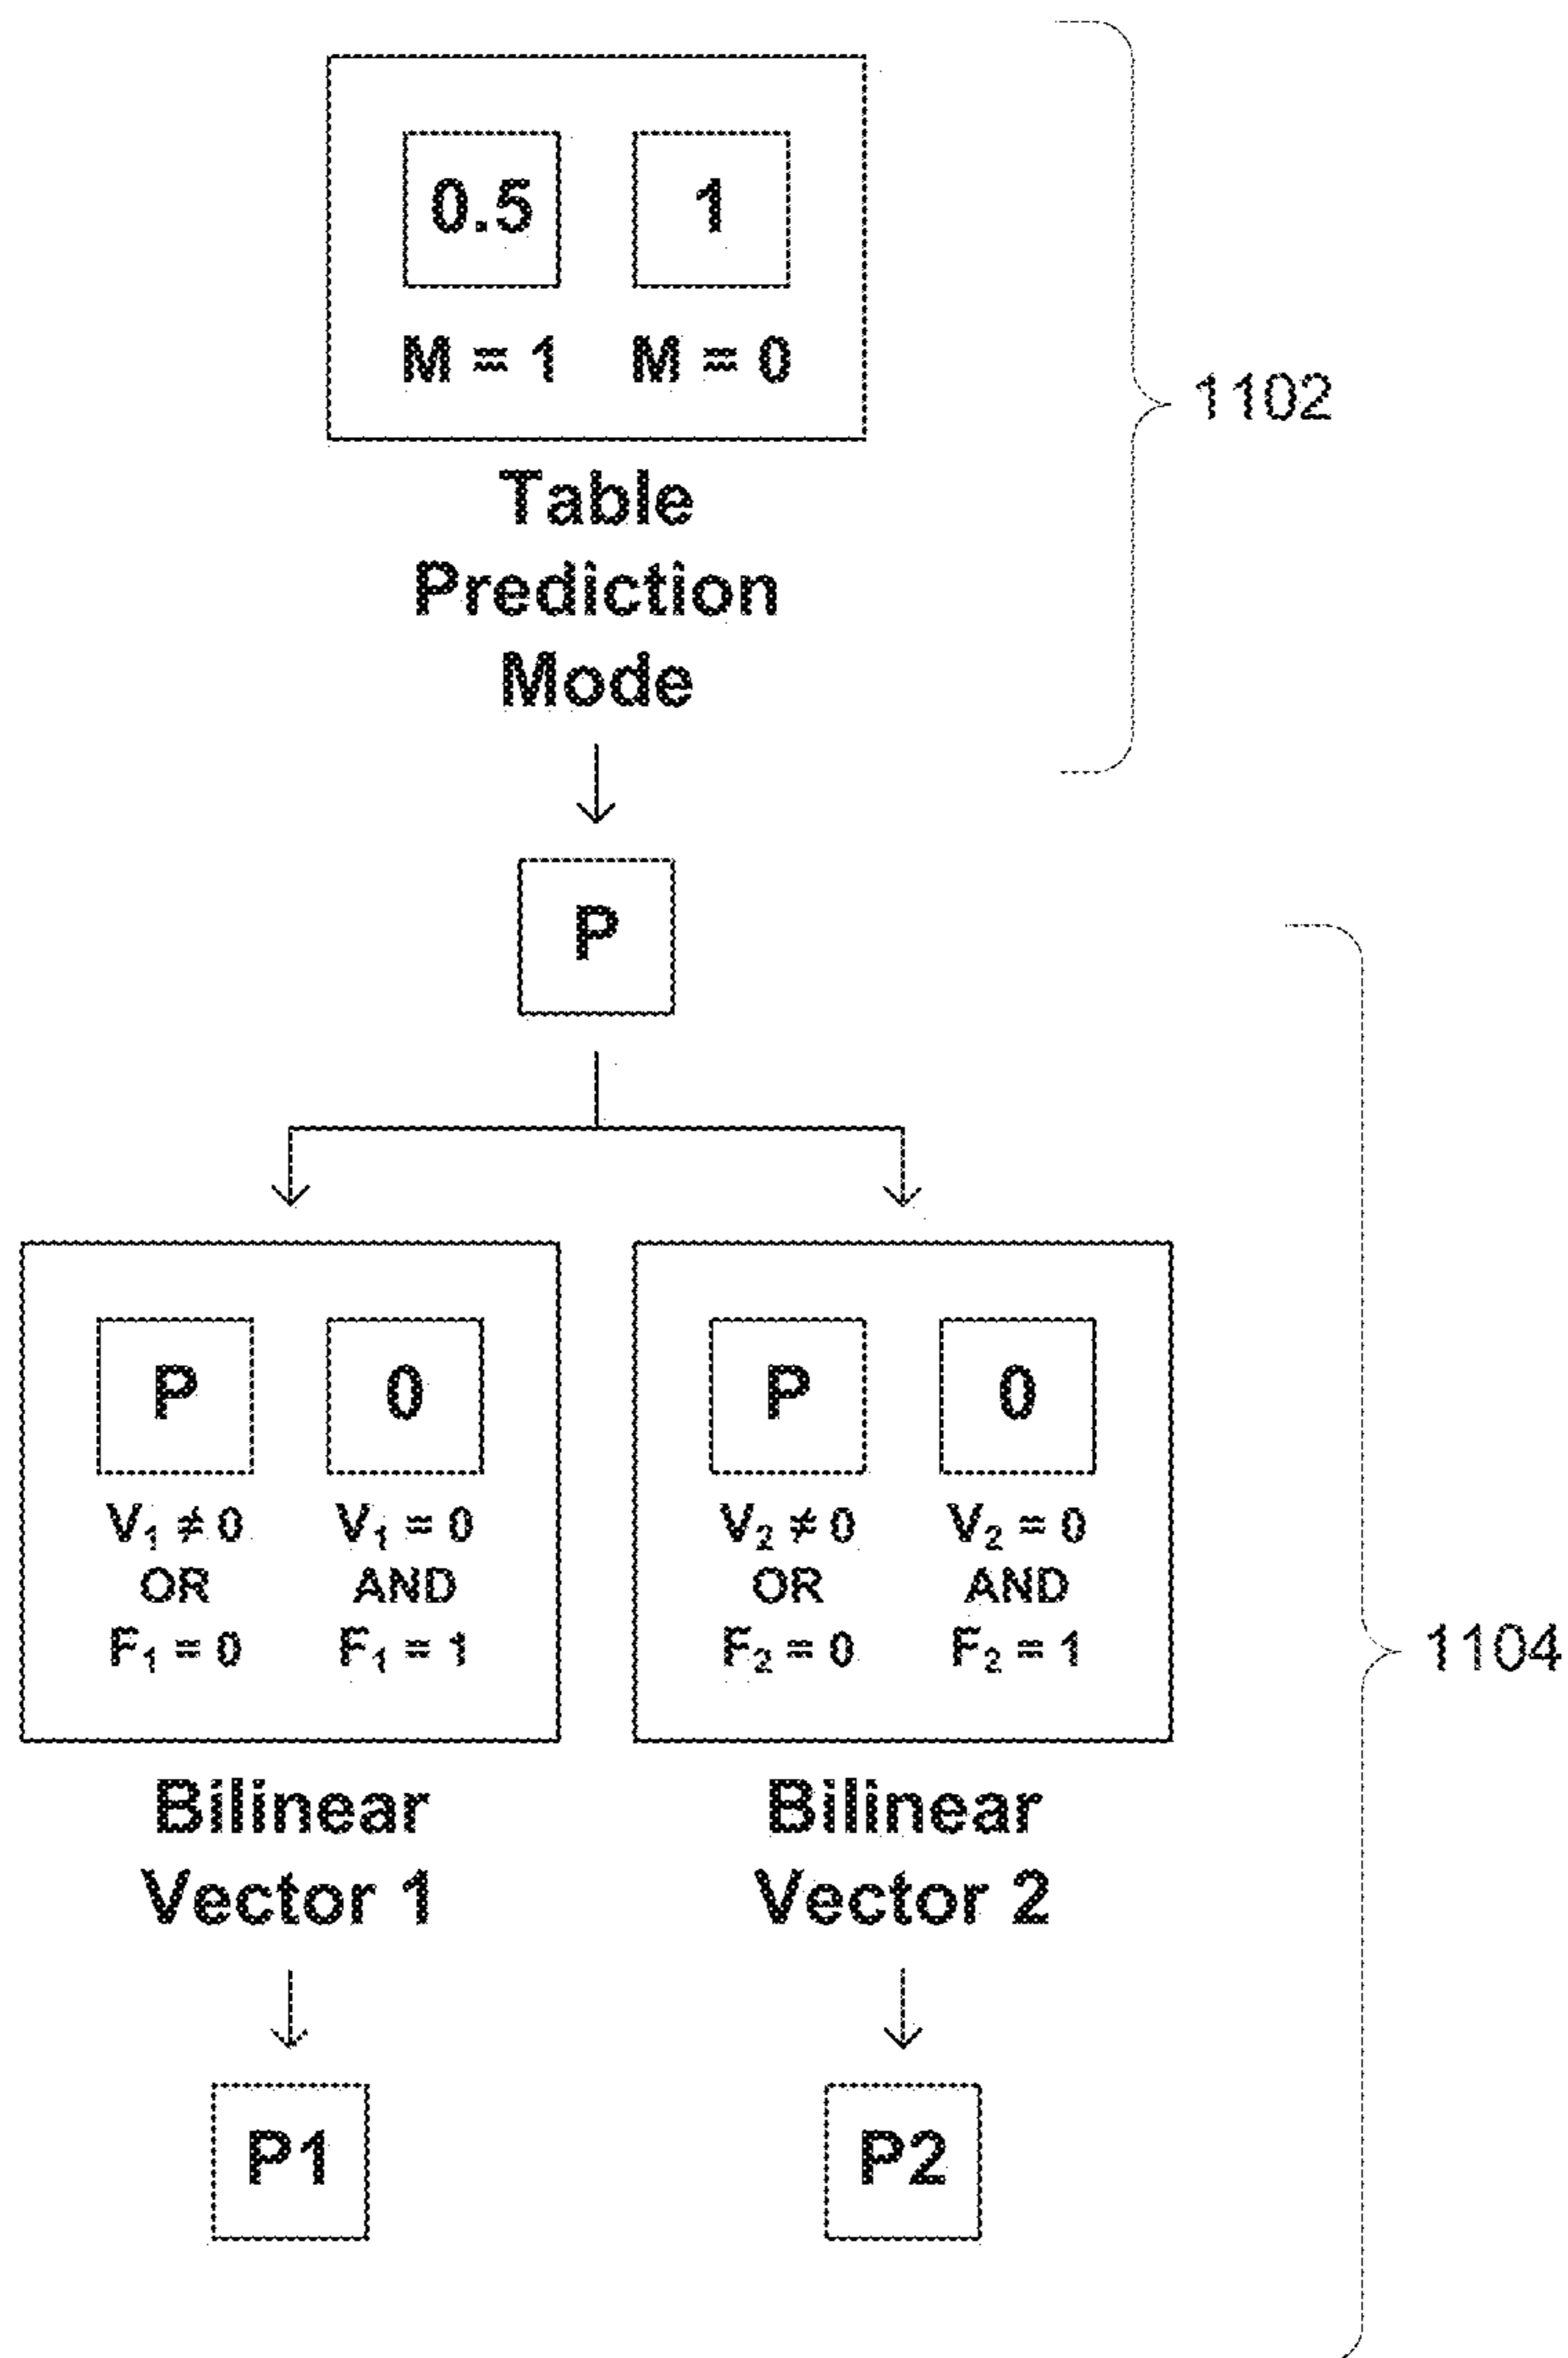 0.5 1
M = 1 M = 0
1102
Table
Prediction
Mode
P
P 0
V₁ ≠ 0 V₁ = 0
OR AND
F₁ = 0 F₁ = 1
P 0
V₂ ≠ 0 V₂ = 0
OR AND
F₂ = 0 F₂ = 1
1104
Bilinear
Vector 1
Bilinear
Vector 2
P1
P2